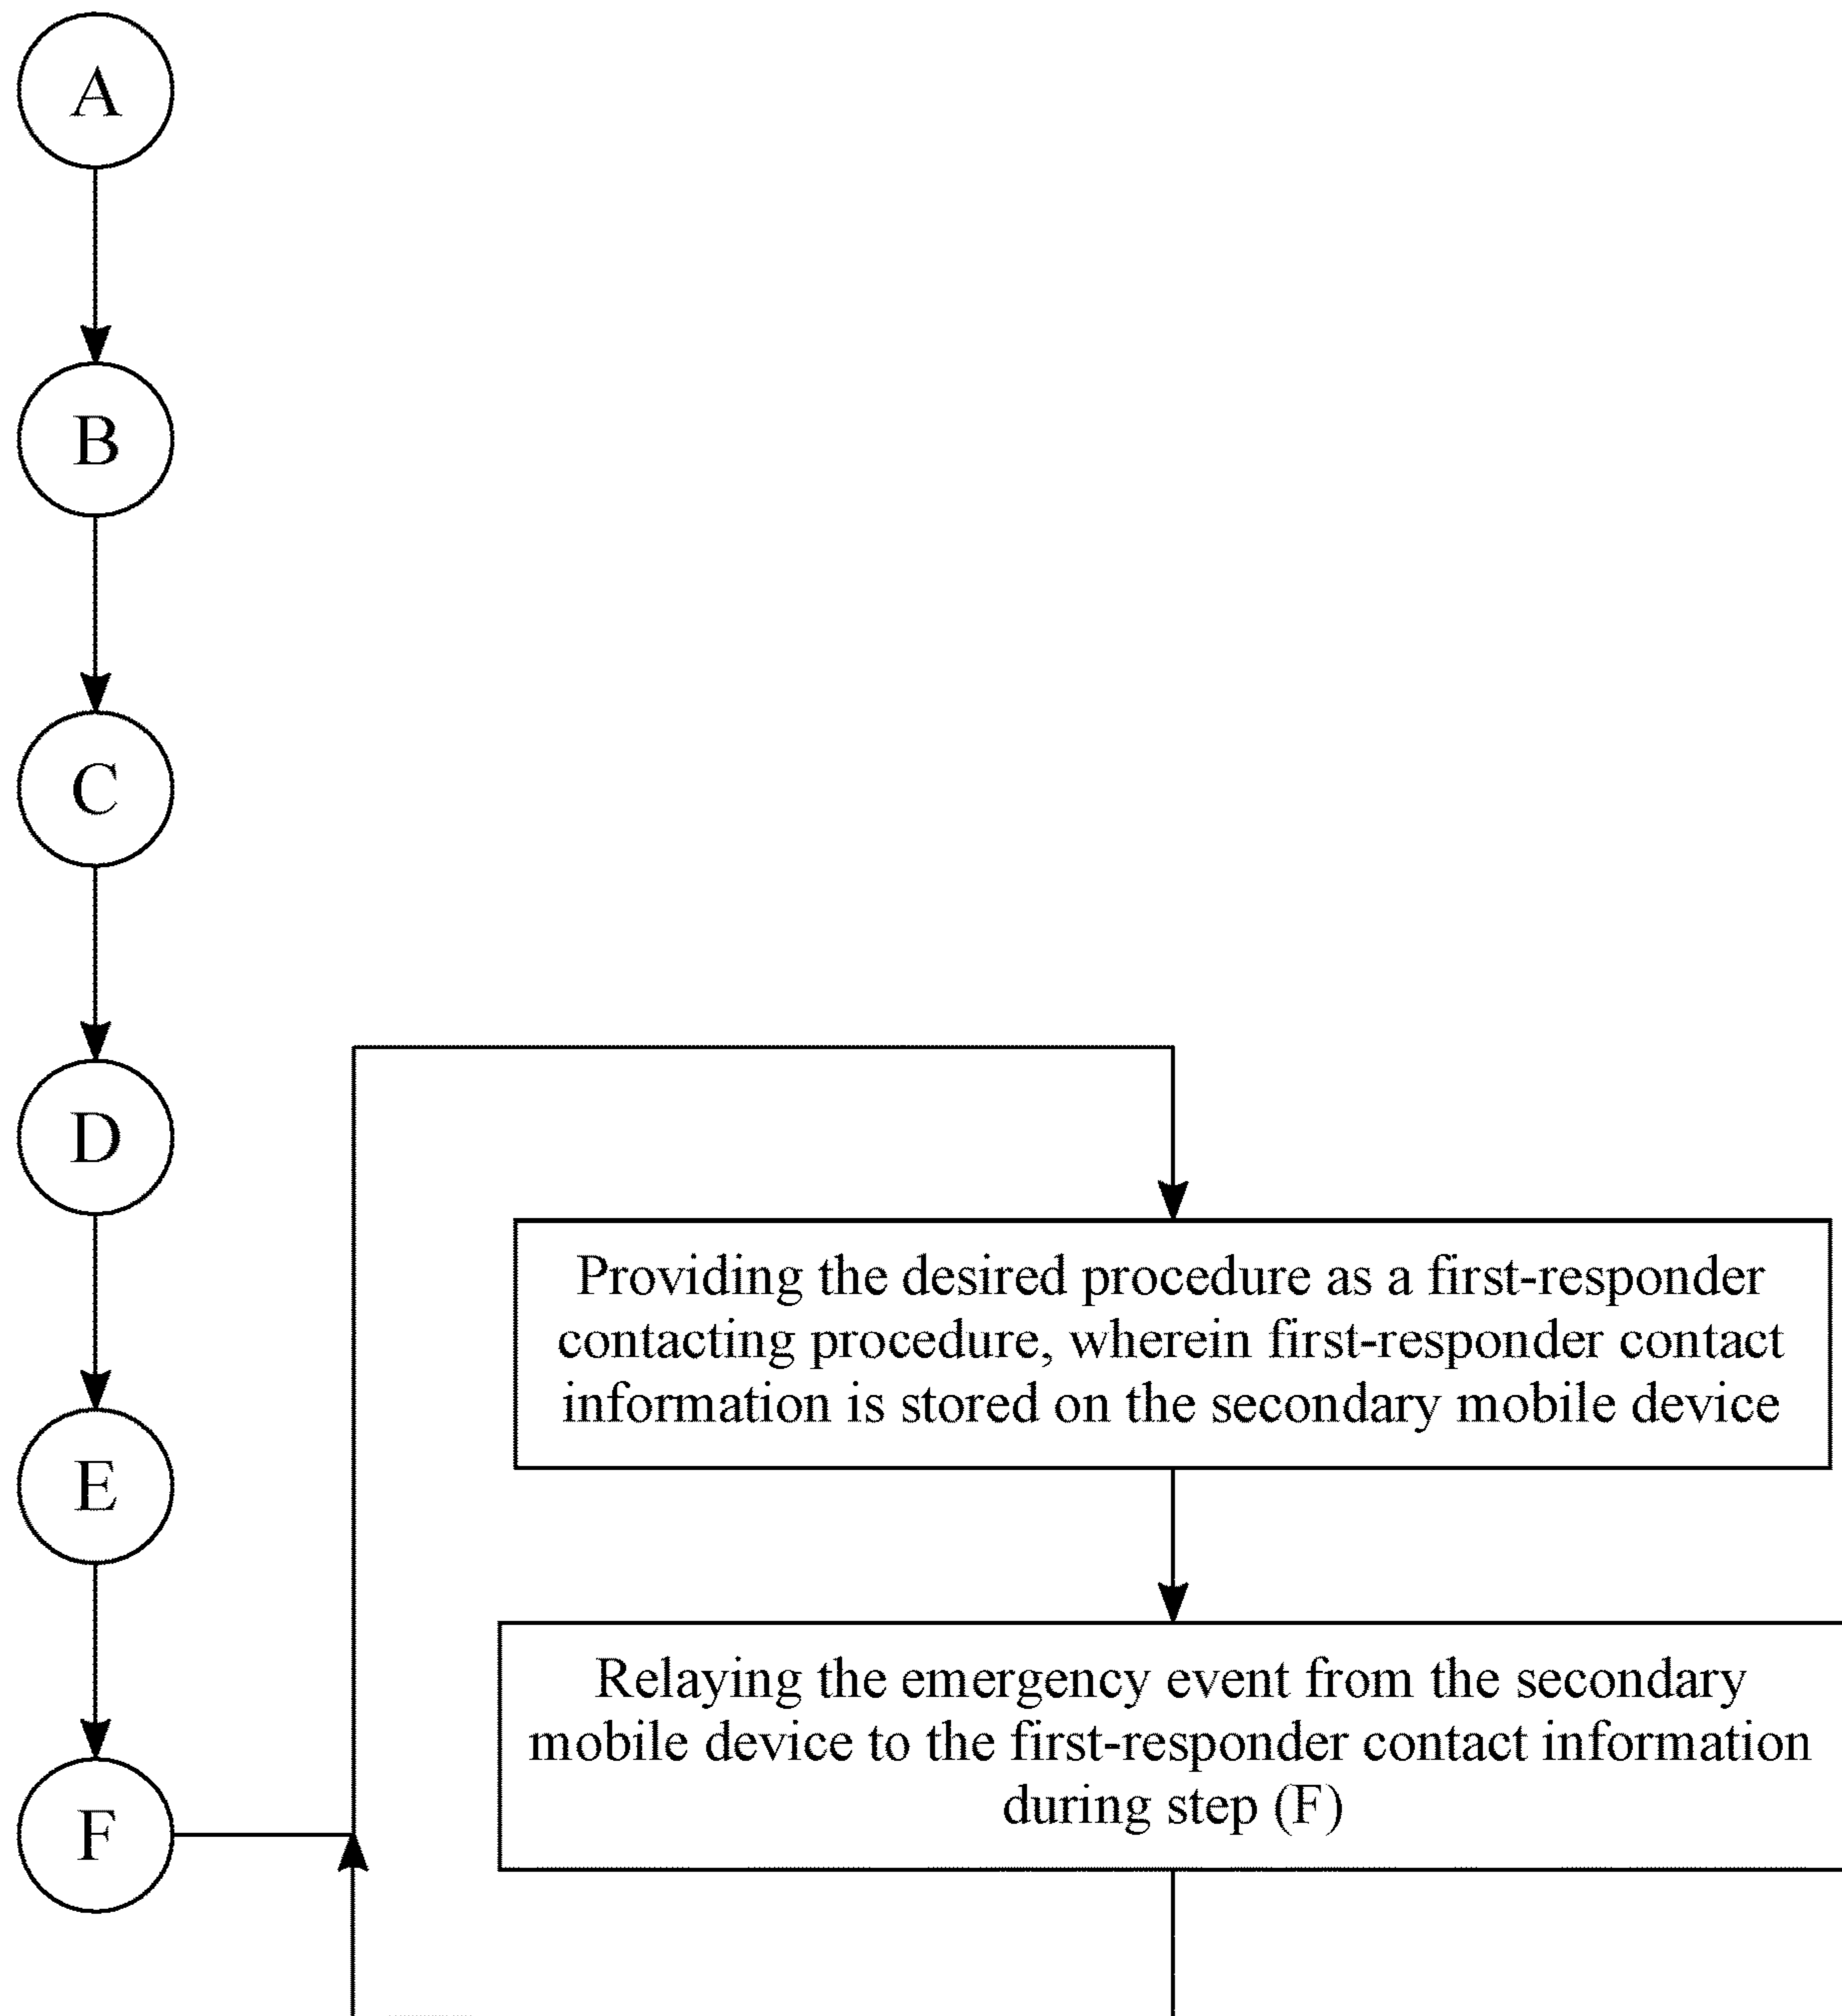 A
B
C
D
E
F
Providing the desired procedure as a first-responder
contacting procedure, wherein first-responder contact
information is stored on the secondary mobile device
Relaying the emergency event from the secondary
mobile device to the first-responder contact information
during step (F)